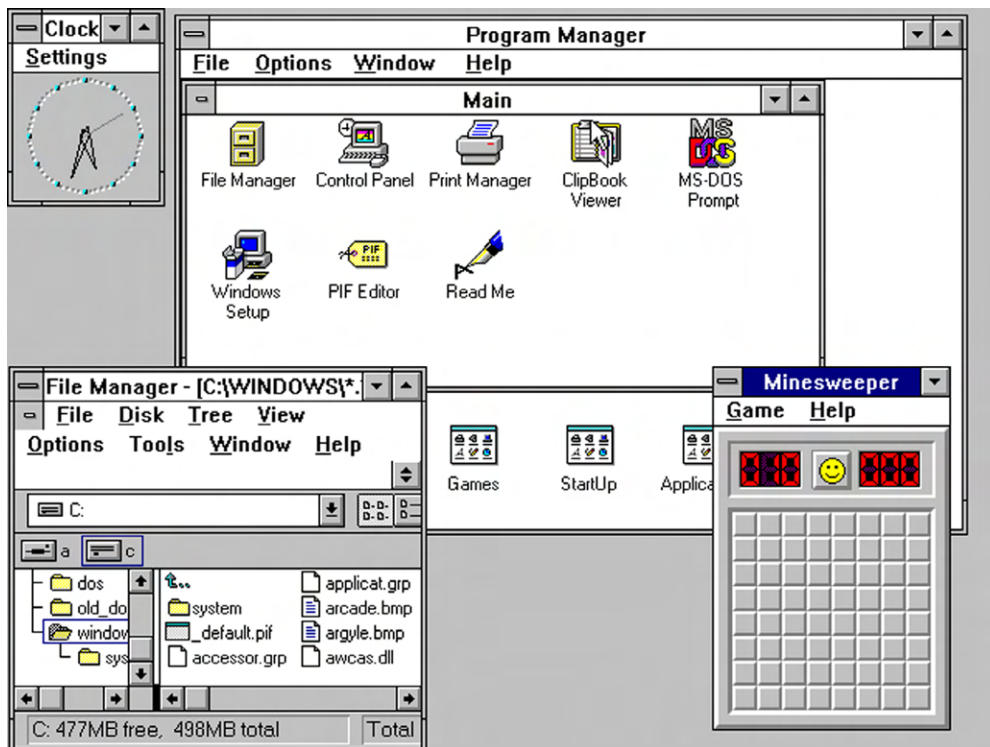 Clock
Settings
Program Manager
File Options Window Help
Main
File Manager
Control Panel
Print Manager
ClipBook
Viewer
MS-DOS
Prompt
MS
DOS
Windows
Setup
PIF
PIF Editor
Read Me
File Manager - [C:\WINDOWS\*.
File Disk Tree View
Options Tools Window Help
C:
a
c
dos
old_do
window
sys
system
_default.pif
accessor.grp
applicat.grp
arcade.bmp
argyle.bmp
awcas.dll
C: 477MB free, 498MB total
Total
Games
StartUp
Applica
Minesweeper
Game Help